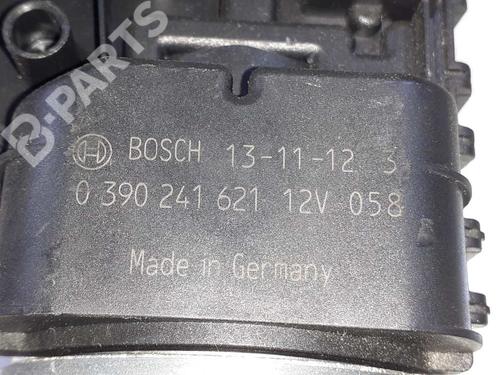 B-PARTS
BOSCH 13-11-12 3
0 390 241 621 12V 058
Made in Germany